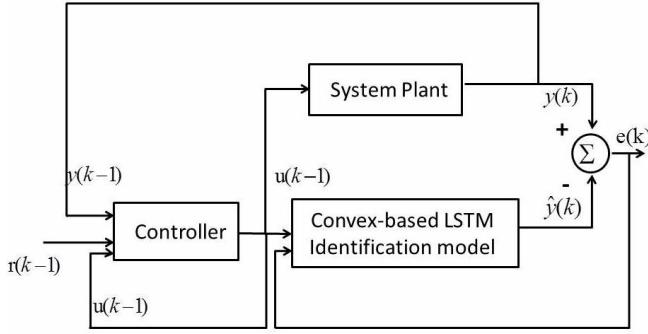 System Plant
y(k)
+
e(k)
Σ
-
ŷ(k)
y(k−1)
u(k−1)
Controller
Convex-based LSTM
Identification model
r(k−1)
u(k−1)